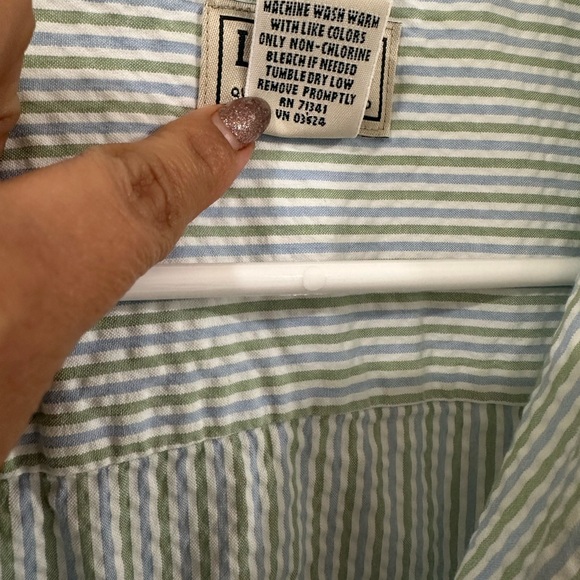 MACHINE WASH WARM
WITH LIKE COLORS
ONLY NON-CHLORINE
BLEACH IF NEEDED
TUMBLE DRY LOW
REMOVE PROMPTLY
RN 71341
VN 03624